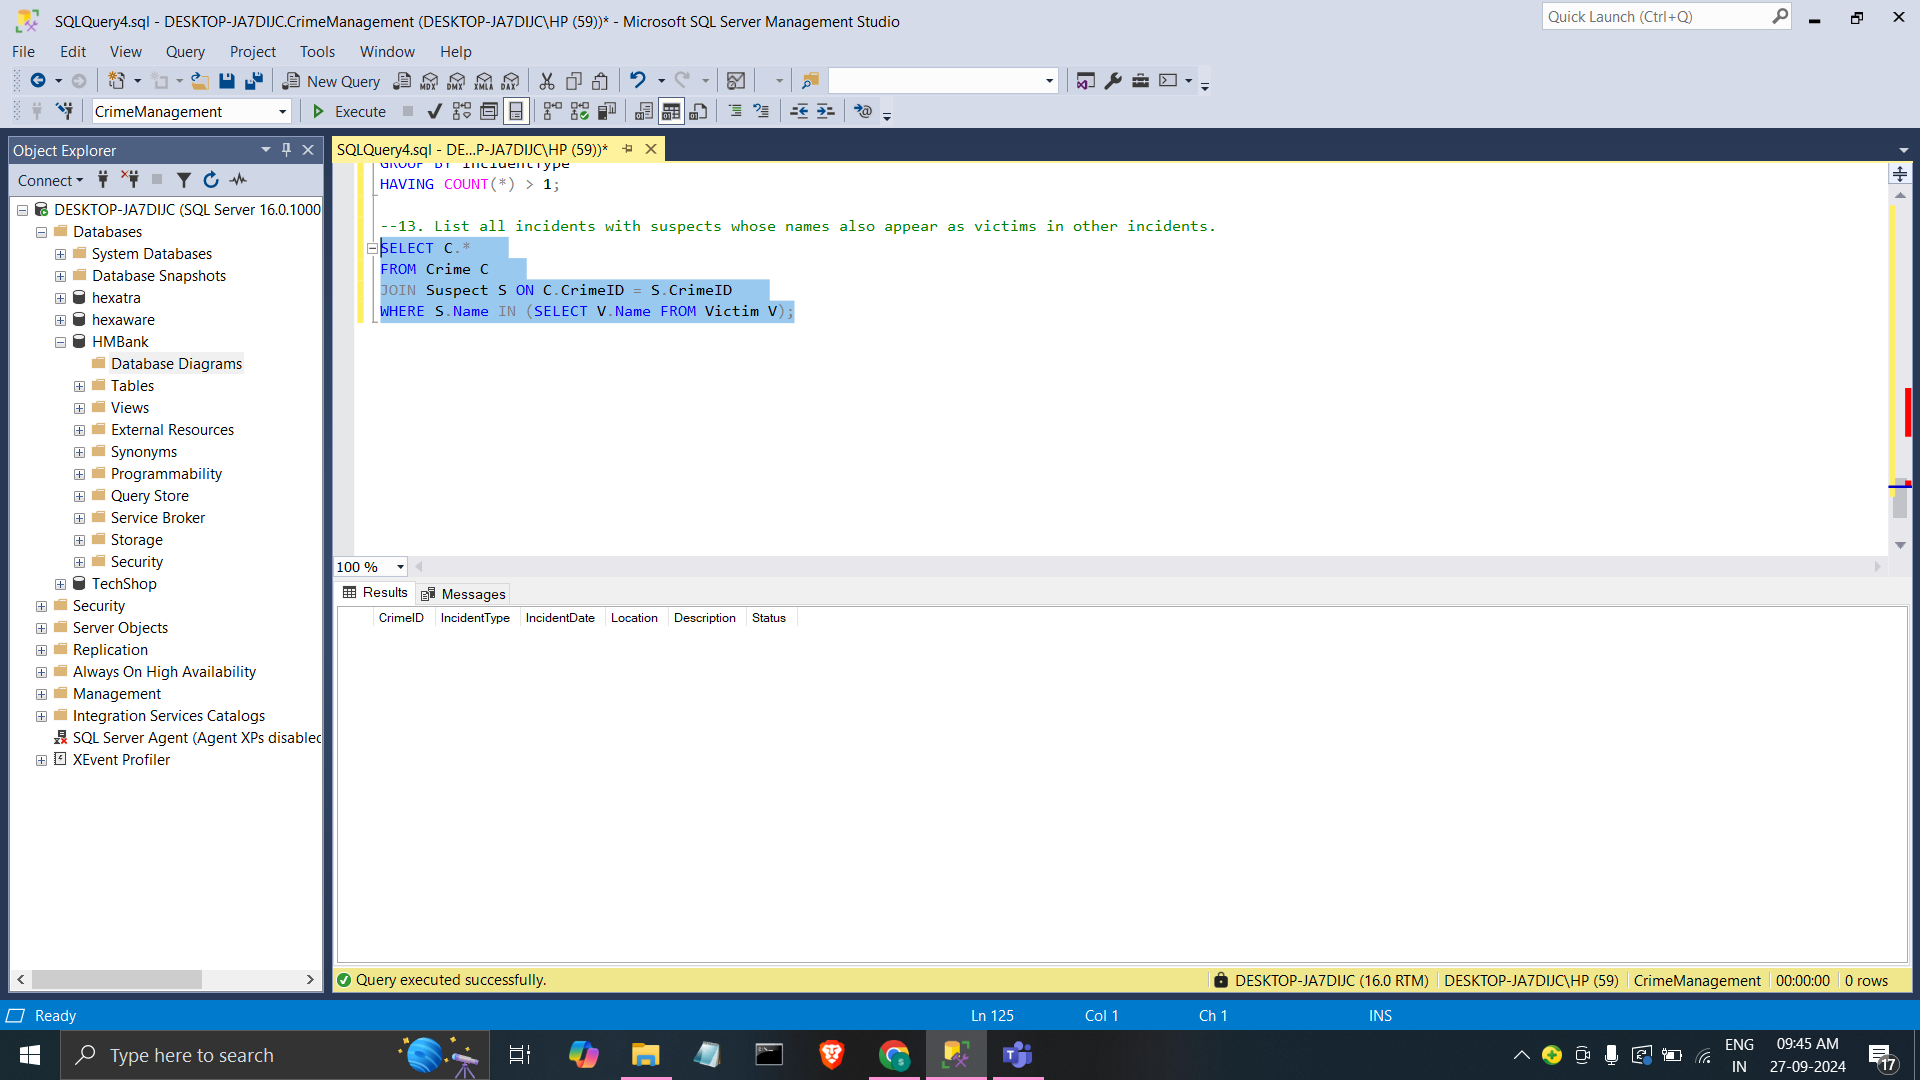 SQLQuery4.sql - DESKTOP-JA7DIJC.CrimeManagement (DESKTOP-JA7DIJC\HP (59))* - Microsoft SQL Server Management Studio
Quick Launch (Ctrl+Q)
File Edit View Query Project Tools Window Help
New Query MDX DMX XMLA DAX
CrimeManagement Execute
Object Explorer
Connect
DESKTOP-JA7DIJC (SQL Server 16.0.1000
Databases
System Databases
Database Snapshots
hexatra
hexaware
HMBank
Database Diagrams
Tables
Views
External Resources
Synonyms
Programmability
Query Store
Service Broker
Storage
Security
TechShop
Security
Server Objects
Replication
Always On High Availability
Management
Integration Services Catalogs
SQL Server Agent (Agent XPs disabled
XEvent Profiler
SQLQuery4.sql - DE...P-JA7DIJC\HP (59))*
GROUP BY IncidentType
HAVING COUNT(*) > 1;
--13. List all incidents with suspects whose names also appear as victims in other incidents.
SELECT C.*
FROM Crime C
JOIN Suspect S ON C.CrimeID = S.CrimeID
WHERE S.Name IN (SELECT V.Name FROM Victim V);
100 %
Results Messages
CrimeID IncidentType IncidentDate Location Description Status
Query executed successfully.
DESKTOP-JA7DIJC (16.0 RTM) DESKTOP-JA7DIJC\HP (59) CrimeManagement 00:00:00 0 rows
Ready Ln 125 Col 1 Ch 1 INS
Type here to search
ENG
IN
09:45 AM
27-09-2024
17